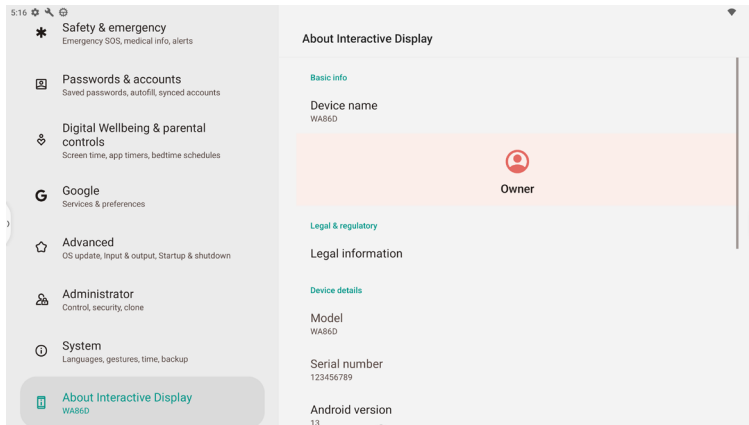 5:16
Safety & emergency
Emergency SOS, medical info, alerts
Passwords & accounts
Saved passwords, autofill, synced accounts
Digital Wellbeing & parental
controls
Screen time, app timers, bedtime schedules
Google
Services & preferences
Advanced
OS update, Input & output, Startup & shutdown
Administrator
Control, security, clone
System
Languages, gestures, time, backup
About Interactive Display
WA86D
About Interactive Display
Basic info
Device name
WA86D
Owner
Legal & regulatory
Legal information
Device details
Model
WA86D
Serial number
123456789
Android version
13